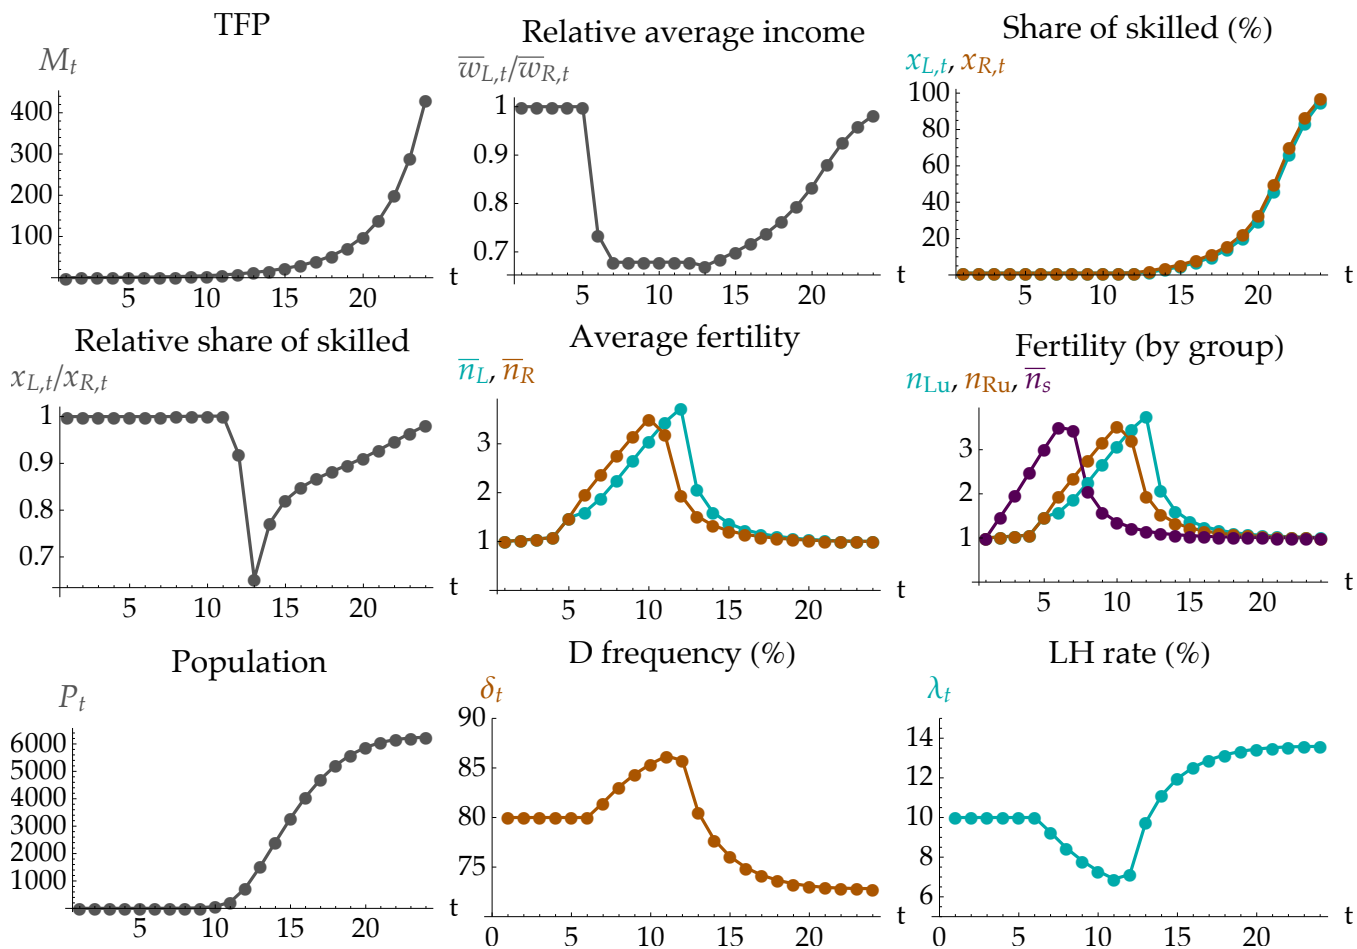 TFP
M_t
400
300
200
100
5 10 15 20 t
Relative average income
w̅_{L,t}/w̅_{R,t}
1
0.9
0.8
0.7
5 10 15 20 t
Share of skilled (%)
x_{L,t}, x_{R,t}
100
80
60
40
20
5 10 15 20 t
Relative share of skilled
x_{L,t}/x_{R,t}
1
0.9
0.8
0.7
5 10 15 20 t
Average fertility
n̅_L, n̅_R
3
2
1
5 10 15 20 t
Fertility (by group)
n_{Lu}, n_{Ru}, n̅_s
3
2
1
5 10 15 20 t
Population
P_t
6000
5000
4000
3000
2000
1000
5 10 15 20 t
D frequency (%)
δ_t
90
85
80
75
0 5 10 15 20 t
LH rate (%)
λ_t
14
12
10
8
6
0 5 10 15 20 t